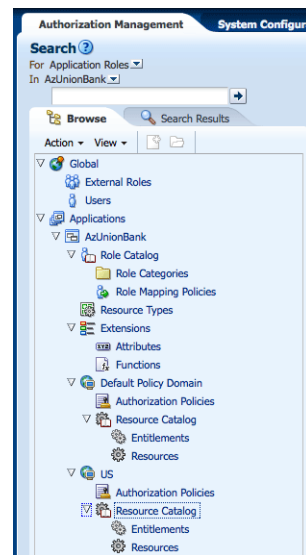 Authorization Management System Configur
Search
For Application Roles
In AzUnionBank
Browse Search Results
Action View
Global
External Roles
Users
Applications
AzUnionBank
Role Catalog
Role Categories
Role Mapping Policies
Resource Types
Extensions
Attributes
Functions
Default Policy Domain
Authorization Policies
Resource Catalog
Entitlements
Resources
US
Authorization Policies
Resource Catalog
Entitlements
Resources